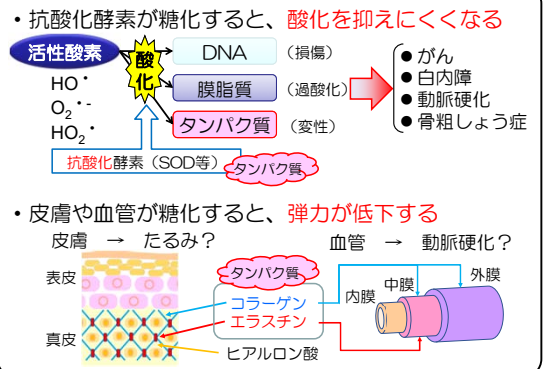 ・抗酸化酵素が糖化すると、酸化を抑えにくくなる
活性酸素
酸化
DNA
(損傷)
膜脂質
(過酸化)
タンパク質
(変性)
HO・
O2・-
HO2・
● がん
● 白内障
● 動脈硬化
● 骨粗しょう症
抗酸化酵素（SOD等）
タンパク質
・皮膚や血管が糖化すると、弾力が低下する
皮膚 → たるみ？
血管 → 動脈硬化？
表皮
真皮
タンパク質
コラーゲン
エラスチン
ヒアルロン酸
内膜
中膜
外膜